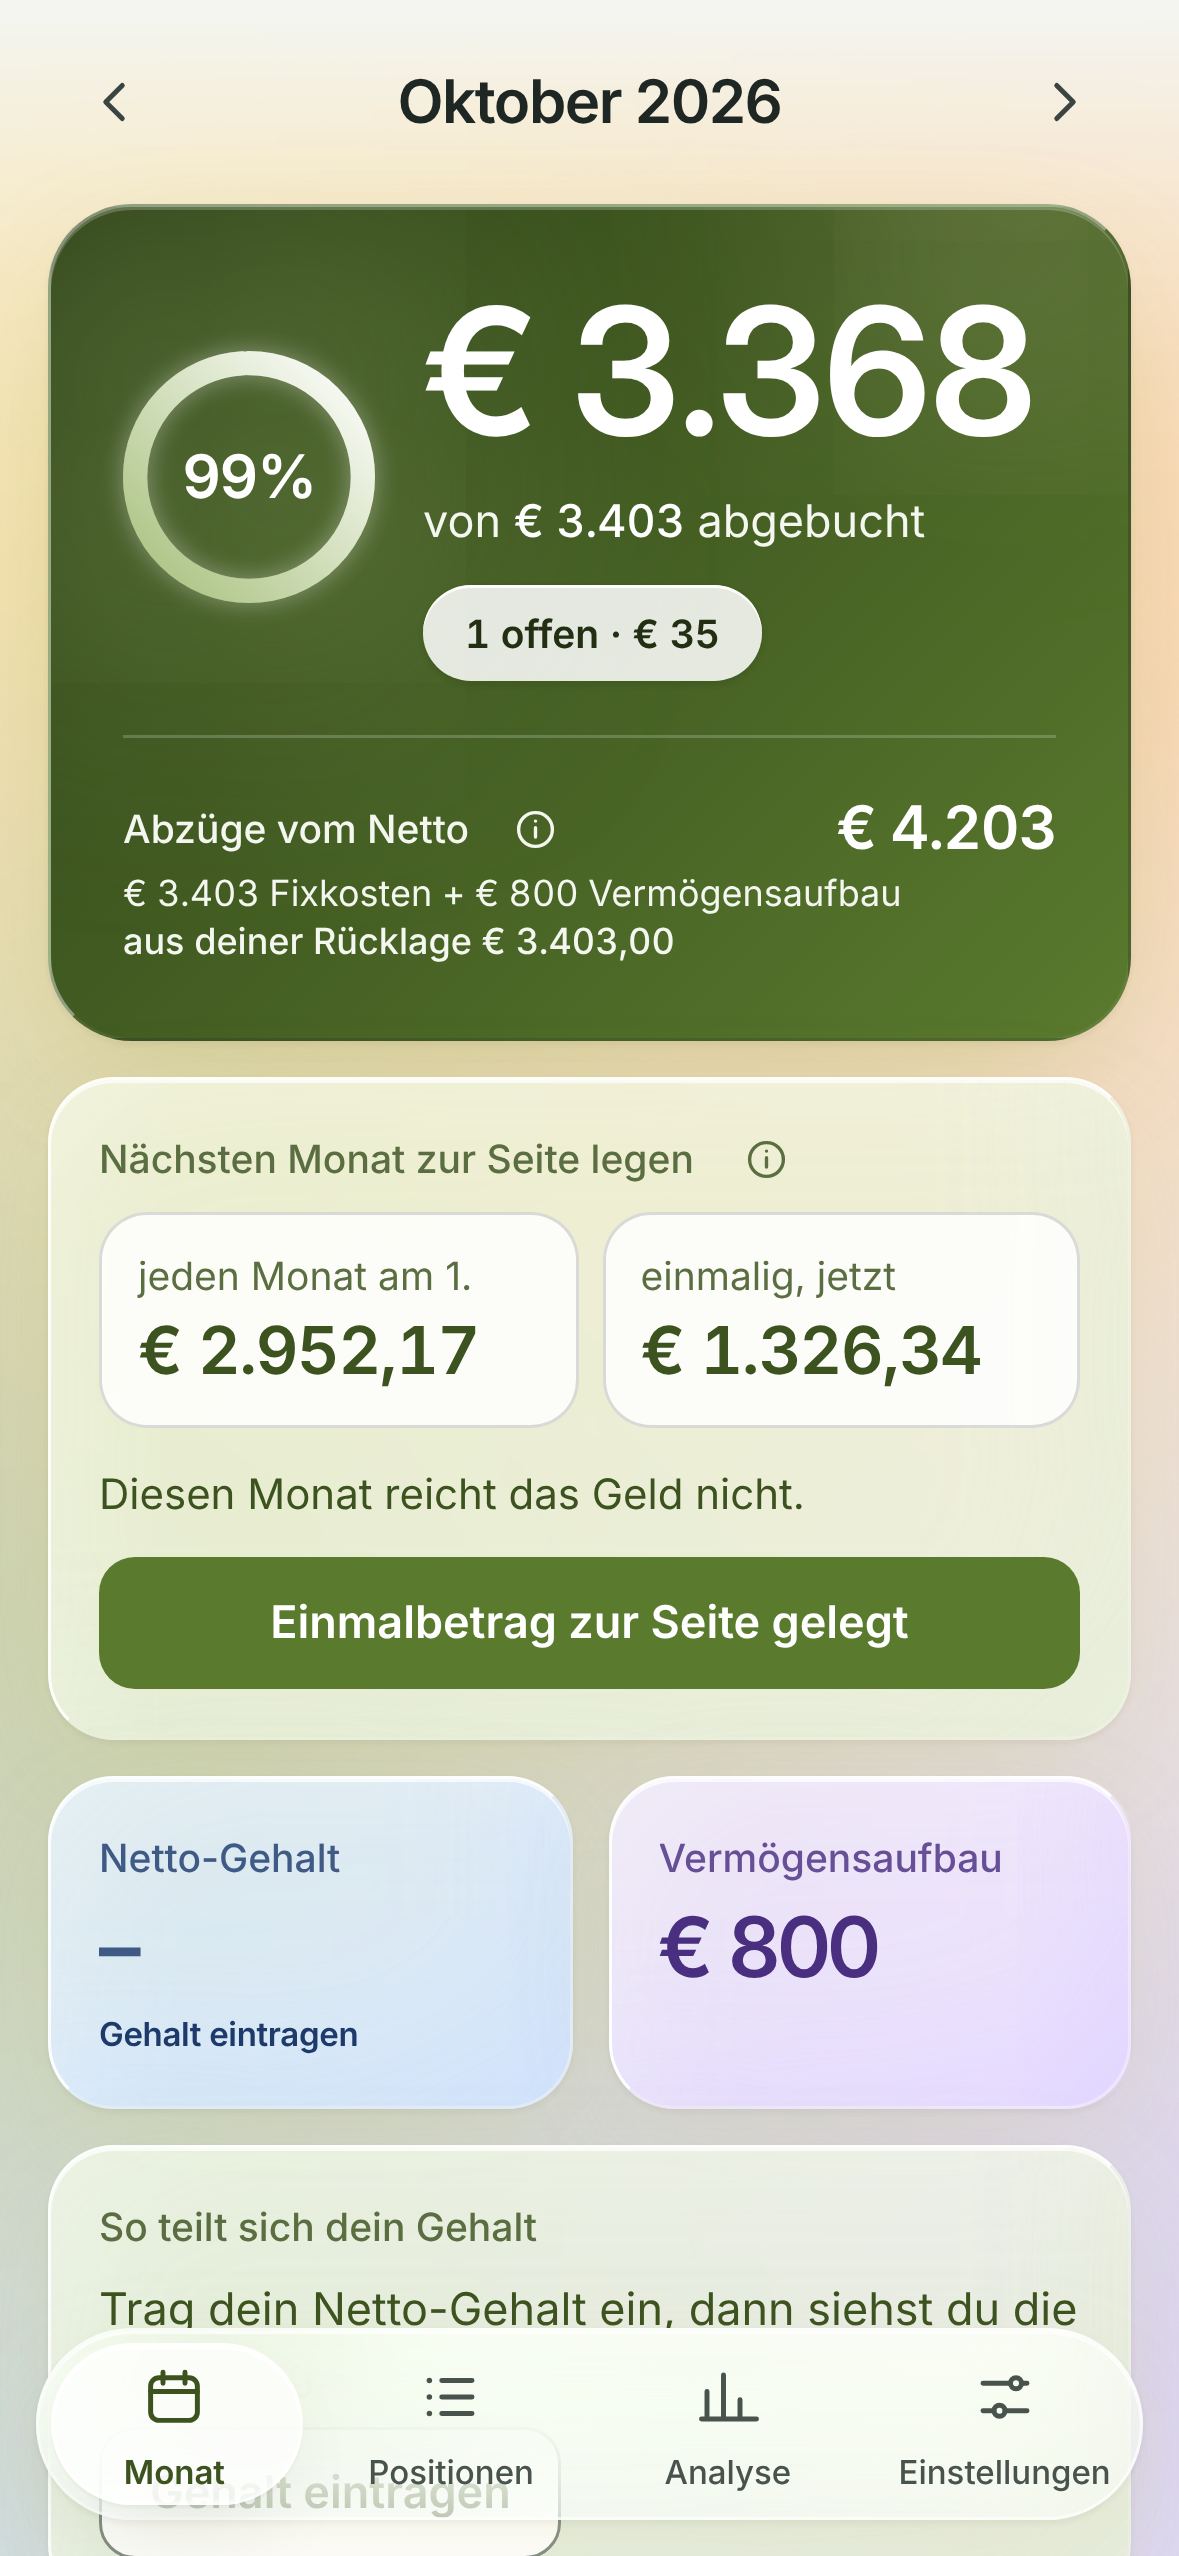 Oktober 2026
€ 3.368
99%
von € 3.403 abgebucht
1 offen · € 35
Abzüge vom Netto
€ 4.203
€ 3.403 Fixkosten + € 800 Vermögensaufbau
aus deiner Rücklage € 3.403,00
Nächsten Monat zur Seite legen
jeden Monat am 1.
€ 2.952,17
einmalig, jetzt
€ 1.326,34
Diesen Monat reicht das Geld nicht.
Einmalbetrag zur Seite gelegt
Netto-Gehalt
–
Gehalt eintragen
Vermögensaufbau
€ 800
So teilt sich dein Gehalt
Trag dein Netto-Gehalt ein, dann siehst du die
Gehalt eintragen
Monat
Positionen
Analyse
Einstellungen